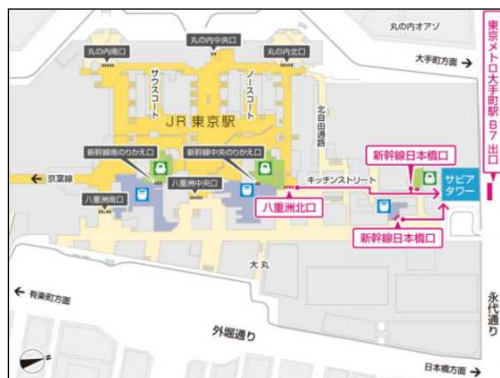 丸の内オアゾ
丸の内中央口
丸の内南口
丸の内北口
大手町方面
サウスコート
ノースコート
北自由通路
JR 東京駅
新幹線南のりかえ口
新幹線中央のりかえ口
新幹線日本橋口
キッチンストリート
サピア
タワー
東京メトロ大手町駅 B7 出口
京葉線
八重洲中央口
八重洲北口
八重洲南口
新幹線日本橋口
大丸
有楽町方面
外堀通り
永代通り
日本橋方面
N